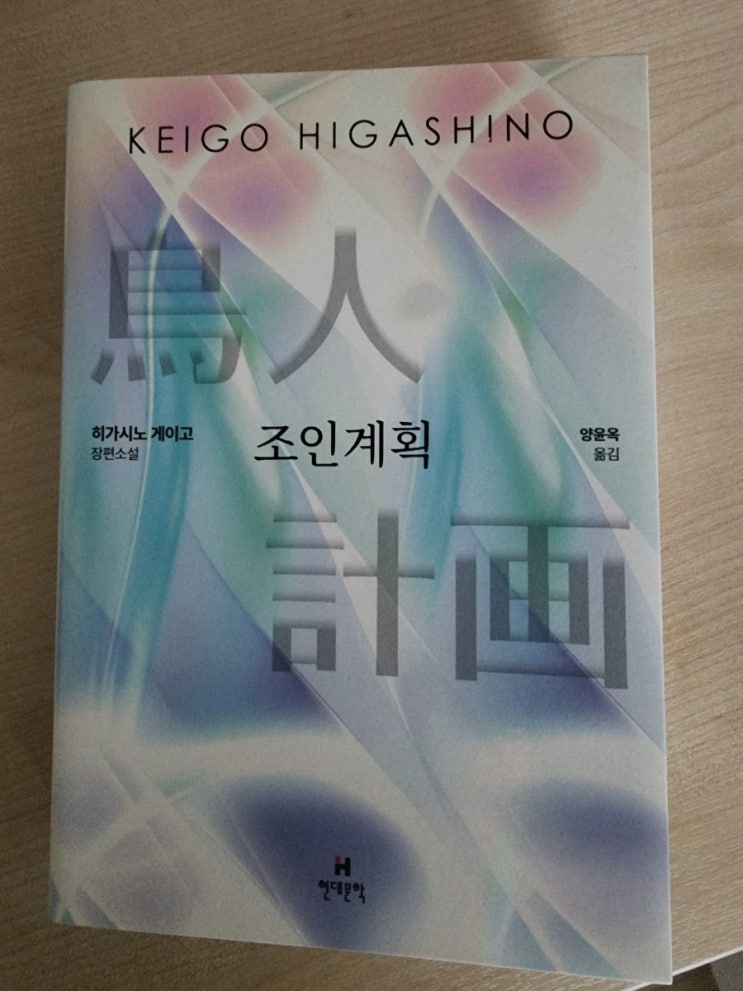 KEIGO HIGASHINO
鳥人
히가시노 게이고
장편소설
조인계획
양윤옥
옮김
計画
H
현대문학